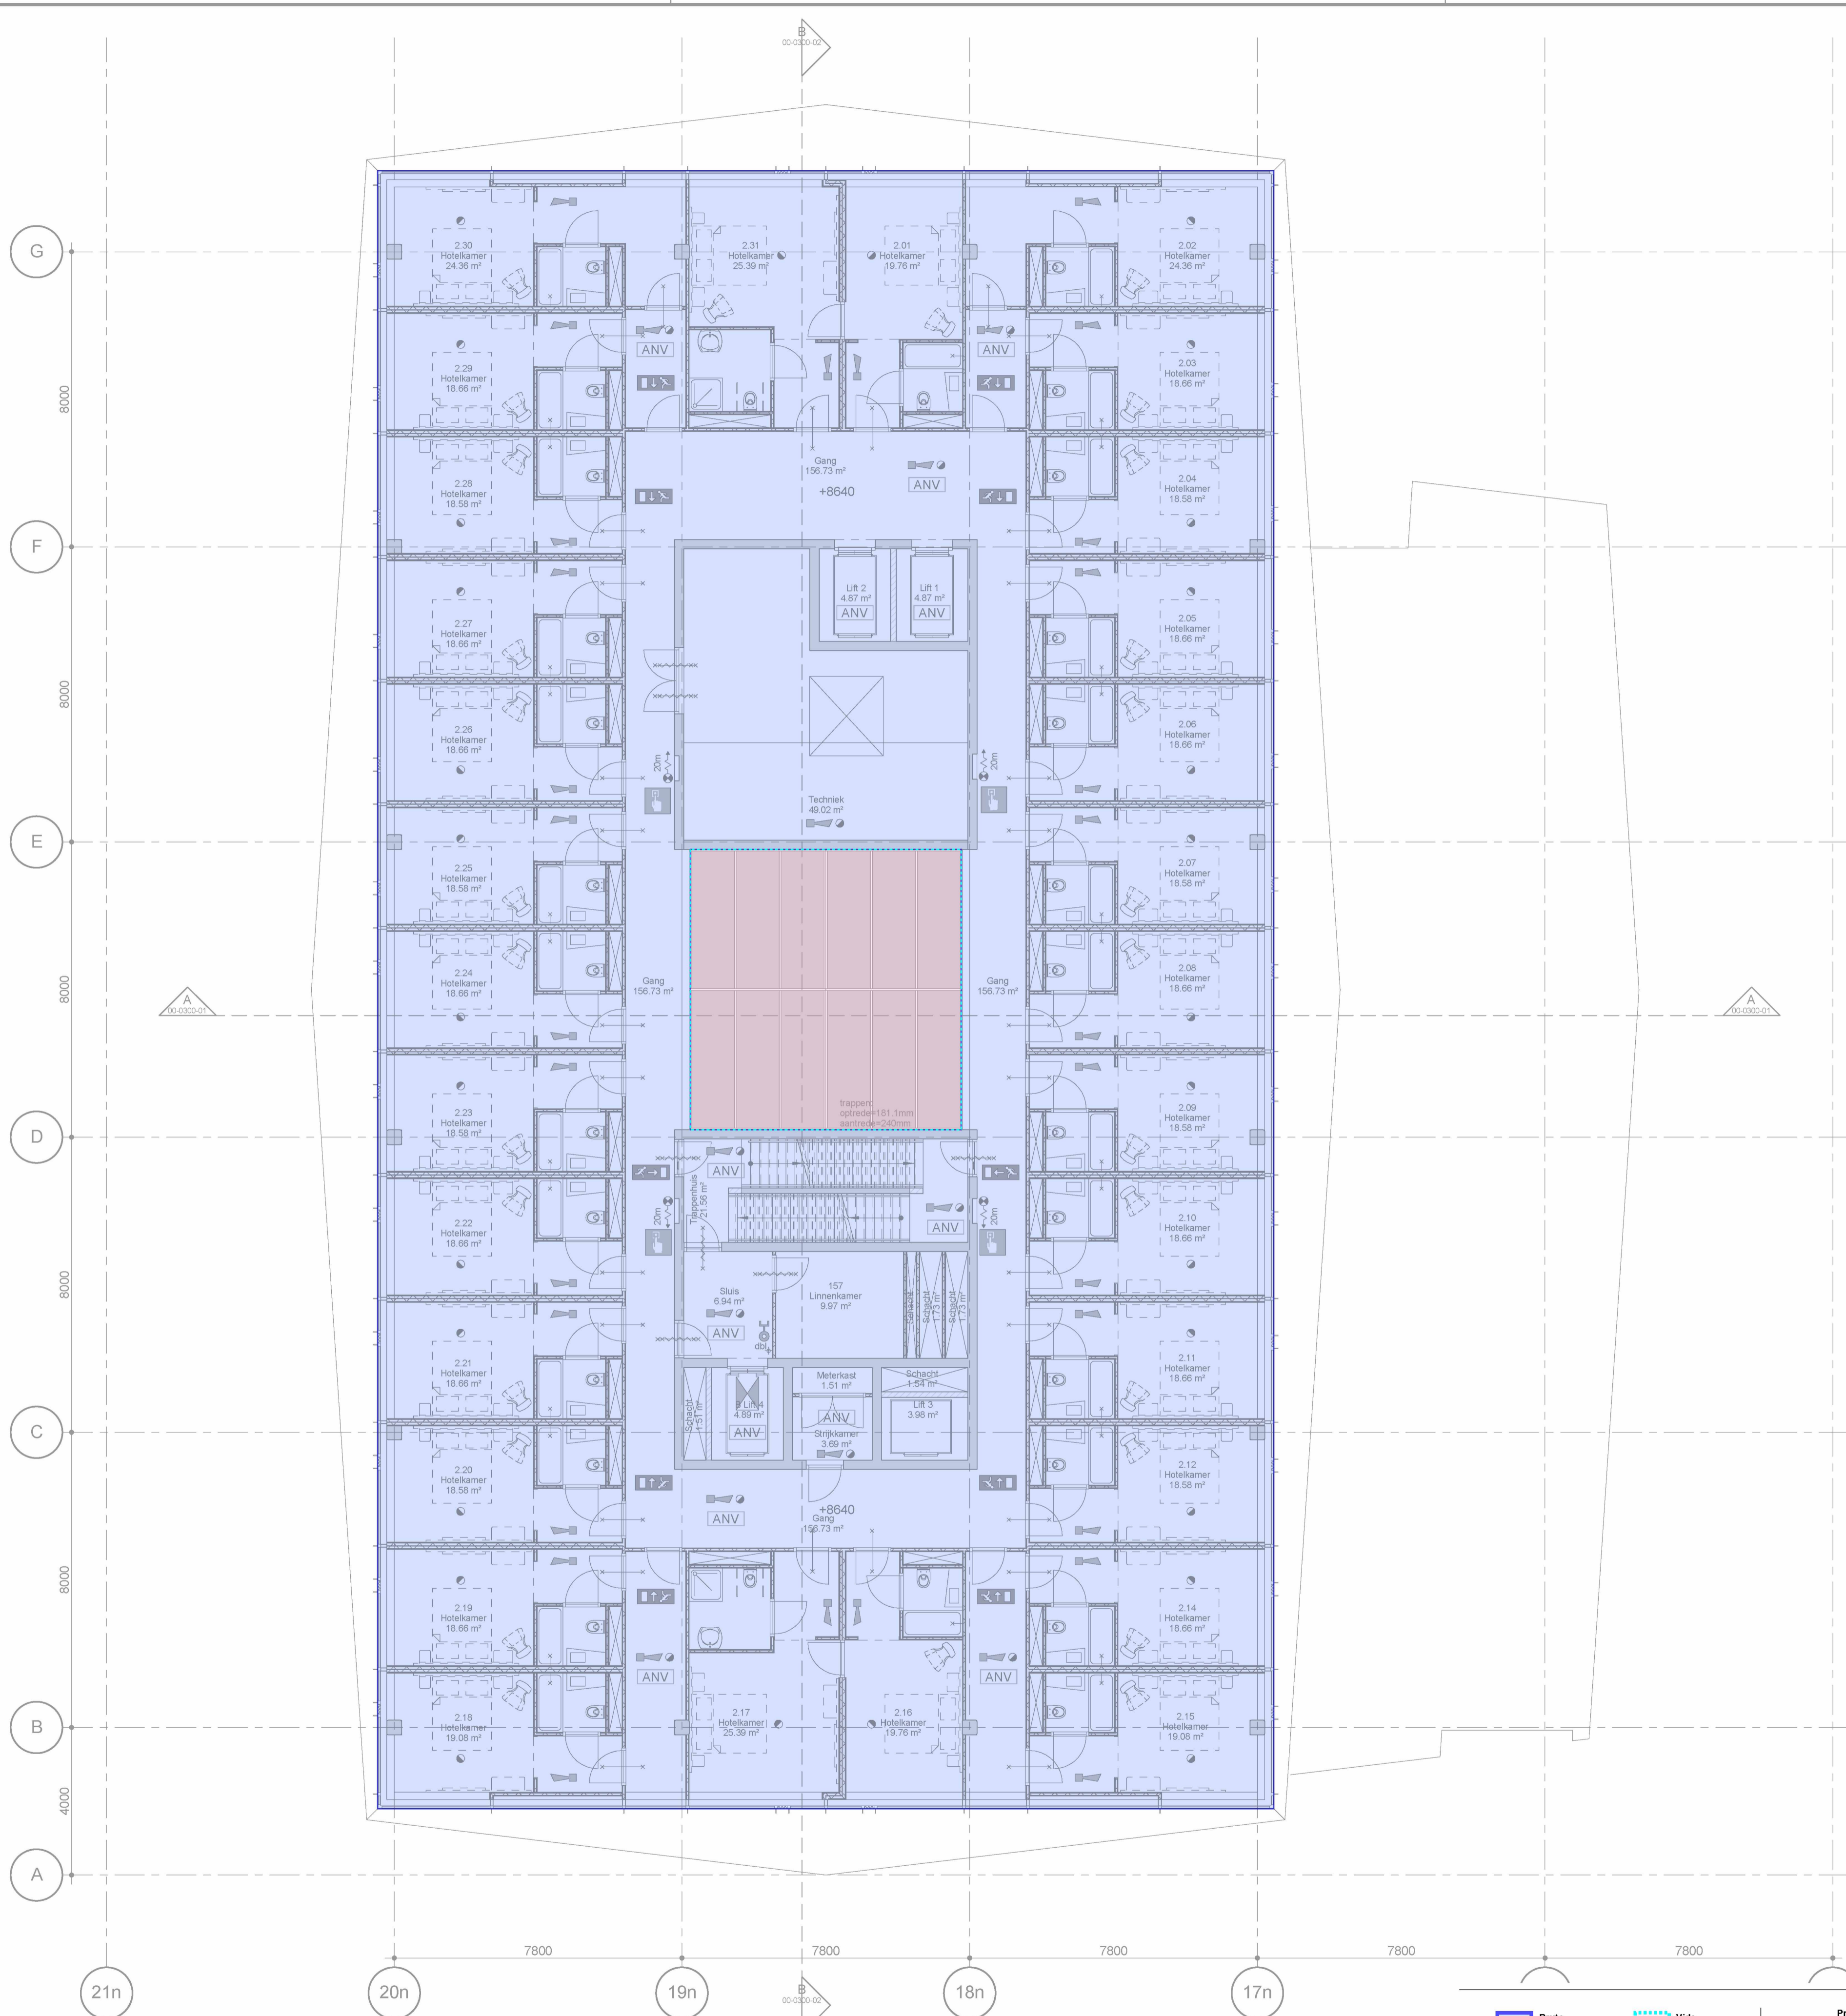 B
00-0300-02
G
2.30
Hotelkamer
24.36 m²
2.31
Hotelkamer
25.39 m²
2.01
Hotelkamer
19.76 m²
2.02
Hotelkamer
24.36 m²
ANV
ANV
2.29
Hotelkamer
18.66 m²
2.03
Hotelkamer
18.66 m²
8000
Gang
156.73 m²
+8640
ANV
2.28
Hotelkamer
18.58 m²
2.04
Hotelkamer
18.58 m²
F
Lift 2
4.87 m²
ANV
Lift 1
4.87 m²
ANV
2.27
Hotelkamer
18.66 m²
2.05
Hotelkamer
18.66 m²
8000
2.26
Hotelkamer
18.66 m²
2.06
Hotelkamer
18.66 m²
20m
20m
Techniek
49.02 m²
E
2.25
Hotelkamer
18.58 m²
2.07
Hotelkamer
18.58 m²
2.24
Hotelkamer
18.66 m²
Gang
156.73 m²
Gang
156.73 m²
2.08
Hotelkamer
18.66 m²
8000
A
00-0300-01
A
00-0300-01
2.23
Hotelkamer
18.58 m²
trappen:
optrede=181.1mm
aantrede=240mm
2.09
Hotelkamer
18.58 m²
D
ANV
Trappenhuis
21.56 m²
20m
ANV
20m
2.22
Hotelkamer
18.66 m²
2.10
Hotelkamer
18.66 m²
8000
Sluis
6.94 m²
ANV
dbl
157
Linnenkamer
9.97 m²
Schacht
Schacht
1.73 m²
Schacht
1.73 m²
2.21
Hotelkamer
18.66 m²
2.11
Hotelkamer
18.66 m²
Meterkast
1.51 m²
Schacht
1.54 m²
Schacht
1.51 m²
Lift 4
4.89 m²
ANV
ANV
Strijkkamer
3.69 m²
Lift 3
3.98 m²
C
2.20
Hotelkamer
18.58 m²
2.12
Hotelkamer
18.58 m²
ANV
+8640
Gang
156.73 m²
8000
2.19
Hotelkamer
18.66 m²
2.14
Hotelkamer
18.66 m²
ANV
ANV
B
2.18
Hotelkamer
19.08 m²
2.17
Hotelkamer
25.39 m²
2.16
Hotelkamer
19.76 m²
2.15
Hotelkamer
19.08 m²
4000
A
7800
7800
7800
7800
7800
21n
20n
19n
B
00-0300-02
18n
17n